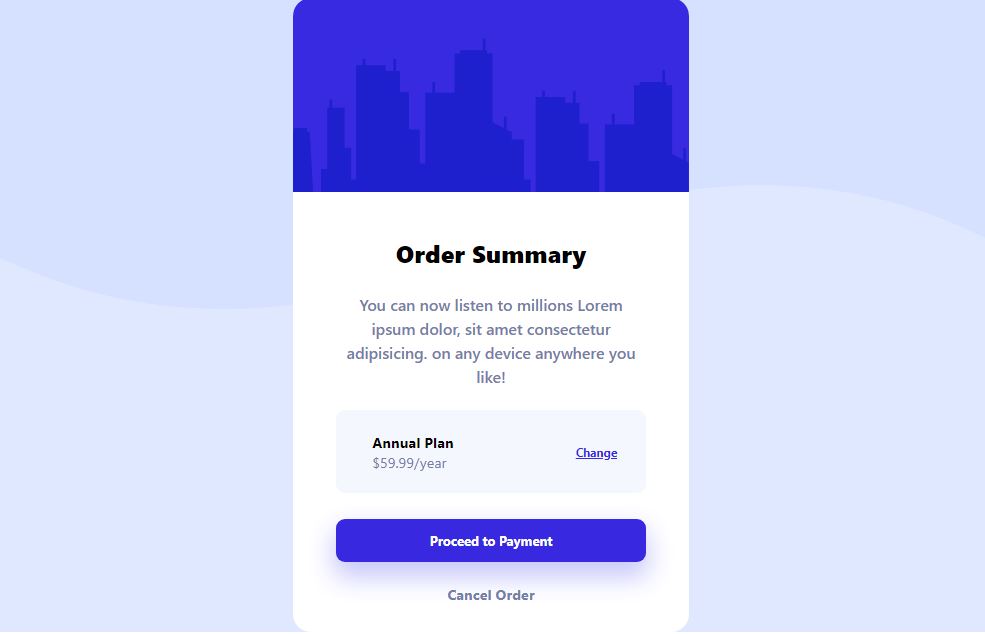 Order Summary
You can now listen to millions Lorem
ipsum dolor, sit amet consectetur
adipisicing. on any device anywhere you
like!
Annual Plan
$59.99/year
Change
Proceed to Payment
Cancel Order